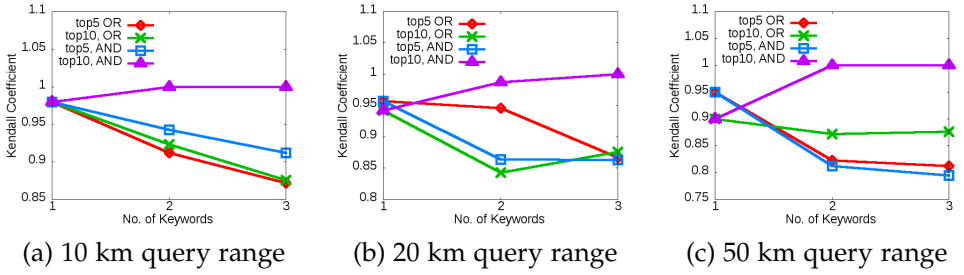 top5 OR
top10, OR
top5, AND
top10, AND
1.1
1.05
1
0.95
0.9
0.85
Kendall Coefficient
1 2 3
No. of Keywords
(a) 10 km query range
top5 OR
top10, OR
top5, AND
top10, AND
1.1
1.05
1
0.95
0.9
0.85
0.8
Kendall Coefficient
1 2 3
No. of Keywords
(b) 20 km query range
top5 OR
top10, OR
top5, AND
top10, AND
1.1
1.05
1
0.95
0.9
0.85
0.8
0.75
Kendall Coefficient
1 2 3
No. of Keywords
(c) 50 km query range